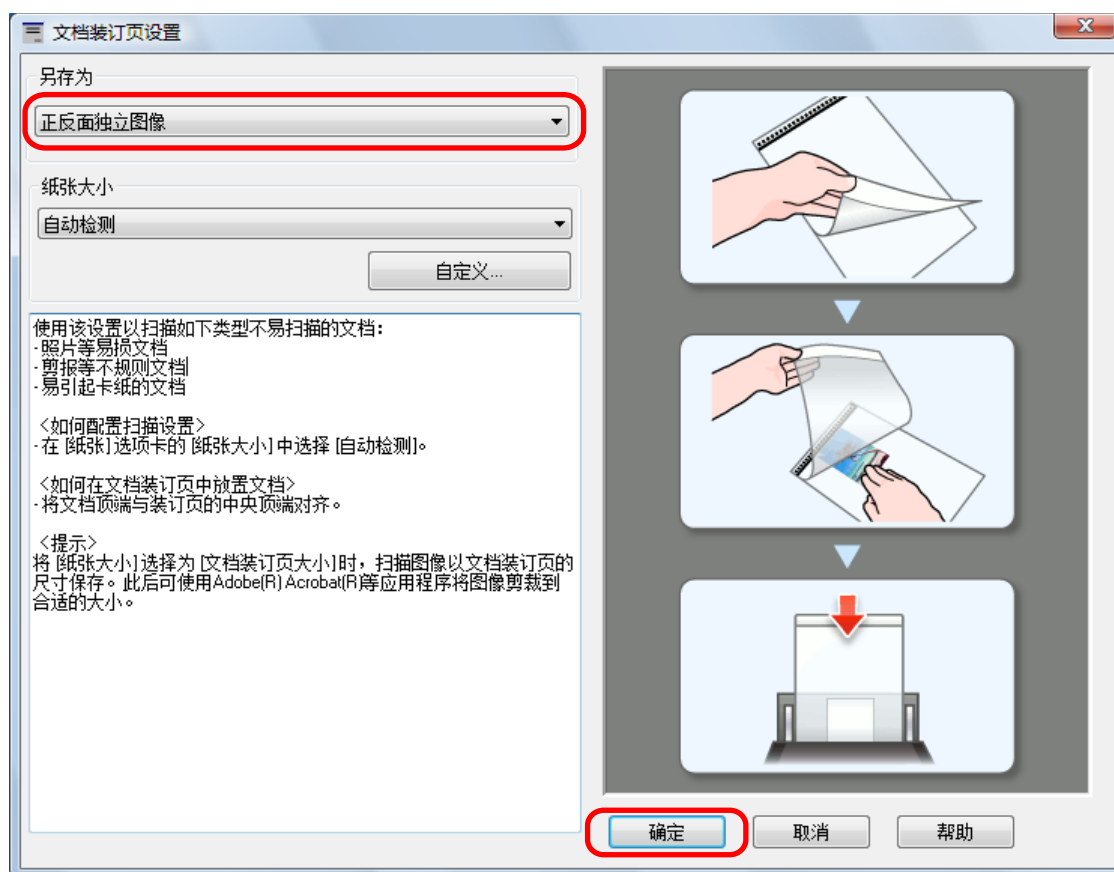 文档装订页设置
另存为
正反面独立图像
纸张大小
自动检测
自定义...
使用该设置以扫描如下类型不易扫描的文档:
·照片等易损文档
·剪报等不规则文档
·易引起卡纸的文档
<如何配置扫描设置>
·在 [纸张] 选项卡的 [纸张大小] 中选择 [自动检测]。
<如何在文档装订页中放置文档>
·将文档顶端与装订页的中央顶端对齐。
<提示>
将 [纸张大小] 选择为 [文档装订页大小] 时，扫描图像以文档装订页的
尺寸保存。此后可使用Adobe(R) Acrobat(R)等应用程序将图像剪裁到
合适的大小。
确定 取消 帮助